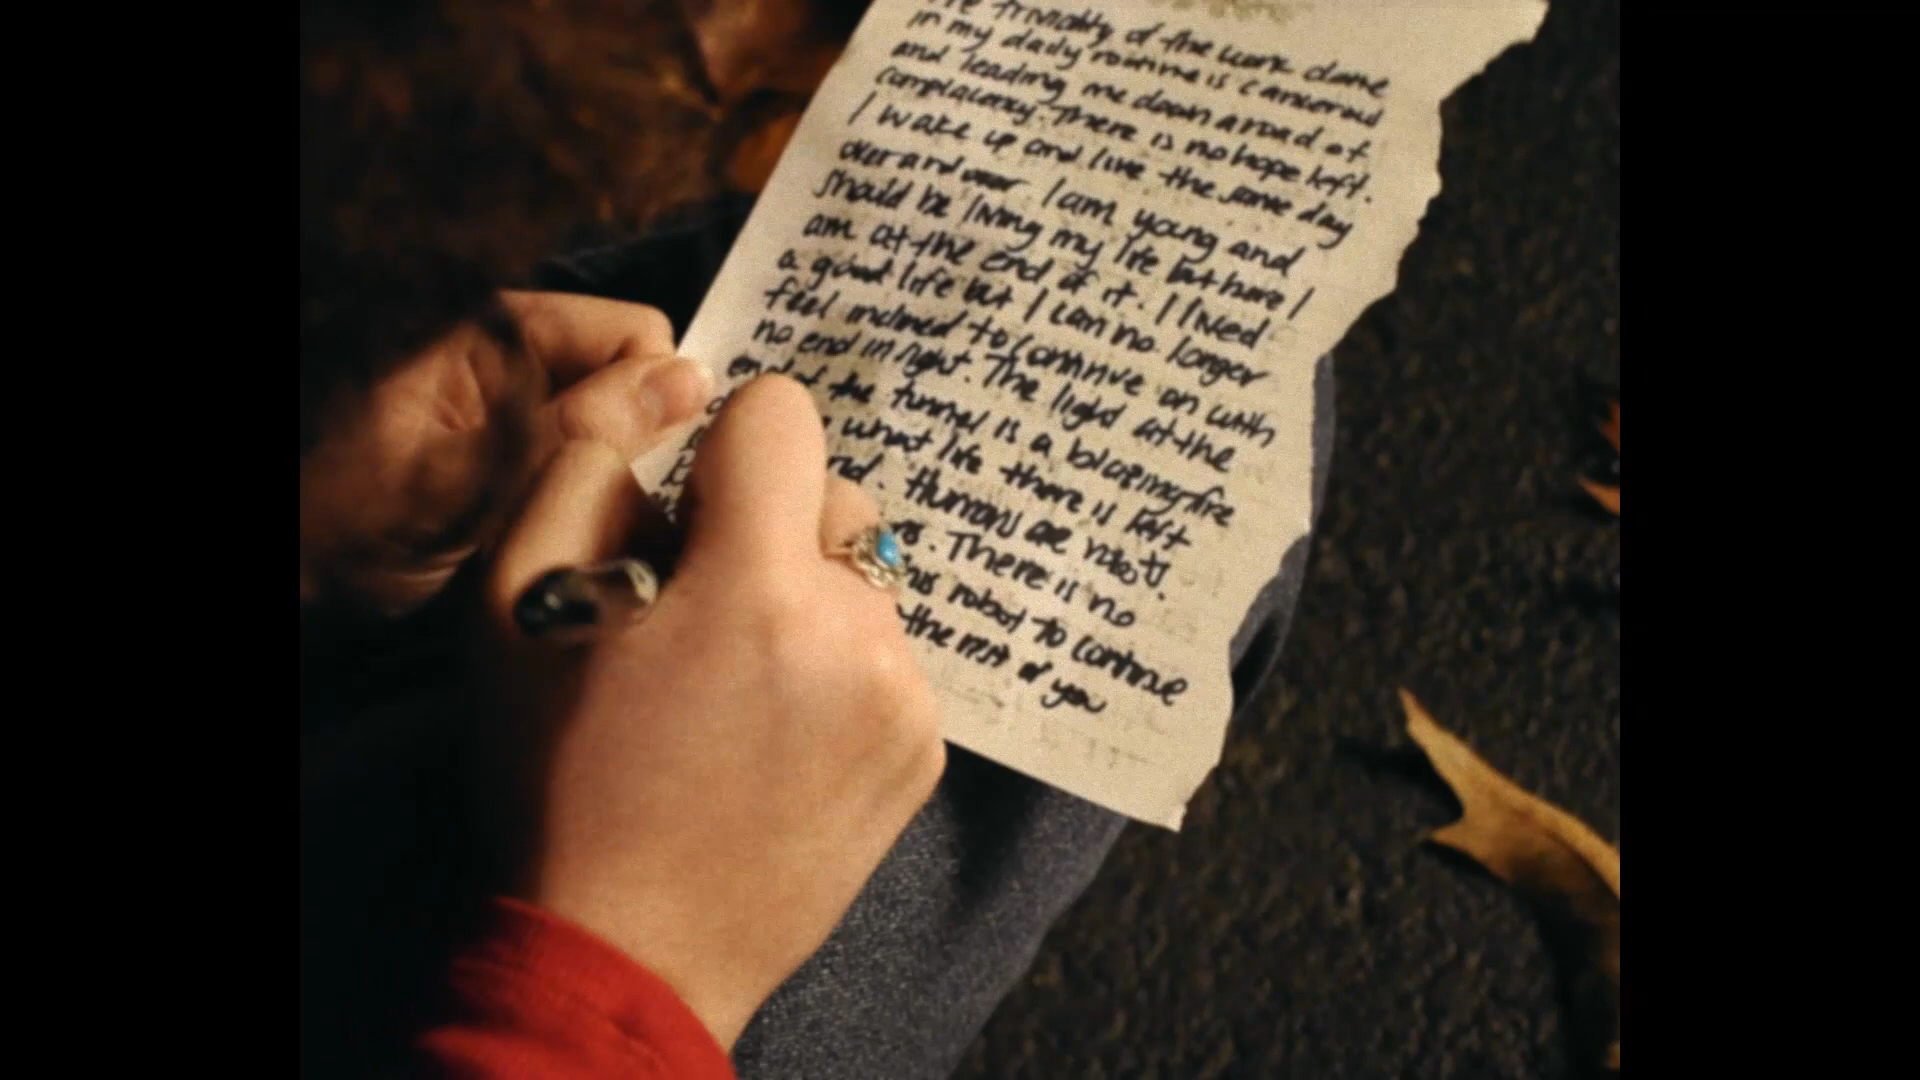 The triviality of the work done
in my daily routine is cancerous
and leading me down a road of
complacency. There is no hope left.
I wake up and live the same day
over and over. I am young and
should be living my life but here I
am at the end of it. I lived
a good life but I can no longer
feel inclined to continue on with
no end in sight. The light at the
end of the tunnel is a blazing fire
what life there is left
Humans are robots.
There is no
robot to continue
the rest of you